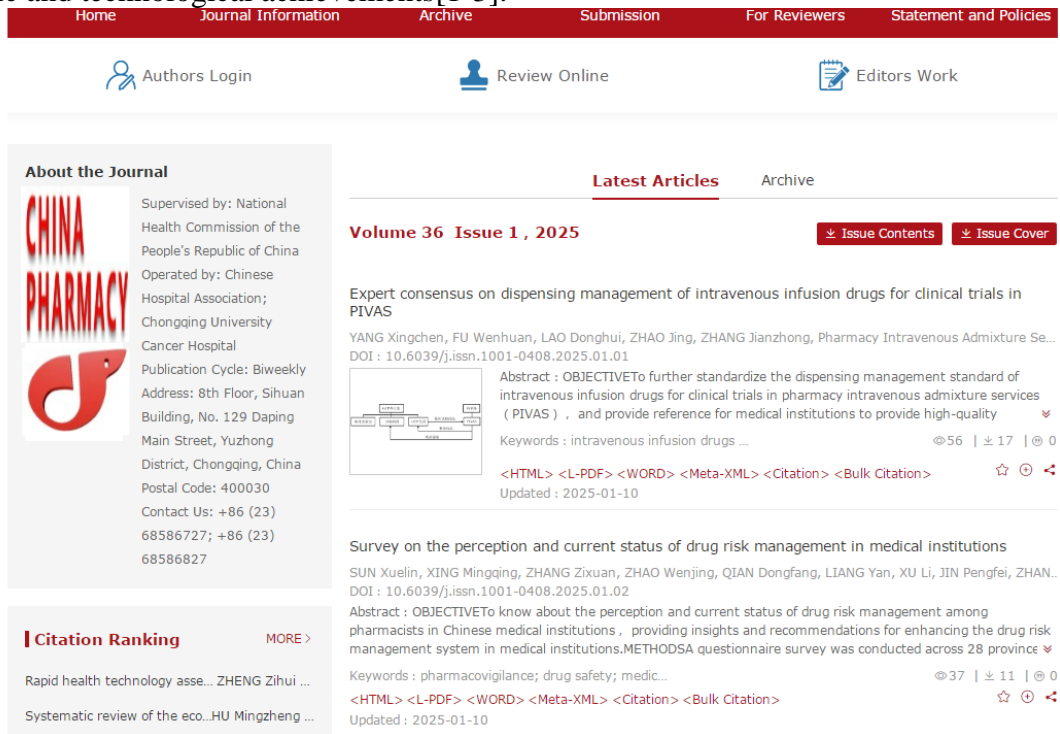 e and technological achievements[1-3].
Home Journal Information Archive Submission For Reviewers Statement and Policies
Authors Login Review Online Editors Work
About the Journal
CHINA
PHARMACY
Supervised by: National
Health Commission of the
People's Republic of China
Operated by: Chinese
Hospital Association;
Chongqing University
Cancer Hospital
Publication Cycle: Biweekly
Address: 8th Floor, Sihuan
Building, No. 129 Daping
Main Street, Yuzhong
District, Chongqing, China
Postal Code: 400030
Contact Us: +86 (23)
68586727; +86 (23)
68586827
Citation Ranking MORE >
Rapid health technology asse... ZHENG Zihui ...
Systematic review of the eco...HU Mingzheng ...
Latest Articles Archive
Volume 36 Issue 1 , 2025 Issue Contents Issue Cover
Expert consensus on dispensing management of intravenous infusion drugs for clinical trials in
PIVAS
YANG Xingchen, FU Wenhuan, LAO Donghui, ZHAO Jing, ZHANG Jianzhong, Pharmacy Intravenous Admixture Se...
DOI : 10.6039/j.issn.1001-0408.2025.01.01
Abstract : OBJECTIVETo further standardize the dispensing management standard of
intravenous infusion drugs for clinical trials in pharmacy intravenous admixture services
（PIVAS）, and provide reference for medical institutions to provide high-quality
Keywords : intravenous infusion drugs ... 56 | 17 | 0
<HTML> <L-PDF> <WORD> <Meta-XML> <Citation> <Bulk Citation>
Updated : 2025-01-10
Survey on the perception and current status of drug risk management in medical institutions
SUN Xuelin, XING Mingqing, ZHANG Zixuan, ZHAO Wenjing, QIAN Dongfang, LIANG Yan, XU Li, JIN Pengfei, ZHAN...
DOI : 10.6039/j.issn.1001-0408.2025.01.02
Abstract : OBJECTIVETo know about the perception and current status of drug risk management among
pharmacists in Chinese medical institutions， providing insights and recommendations for enhancing the drug risk
management system in medical institutions.METHODSA questionnaire survey was conducted across 28 province
Keywords : pharmacovigilance; drug safety; medic... 37 | 11 | 0
<HTML> <L-PDF> <WORD> <Meta-XML> <Citation> <Bulk Citation>
Updated : 2025-01-10